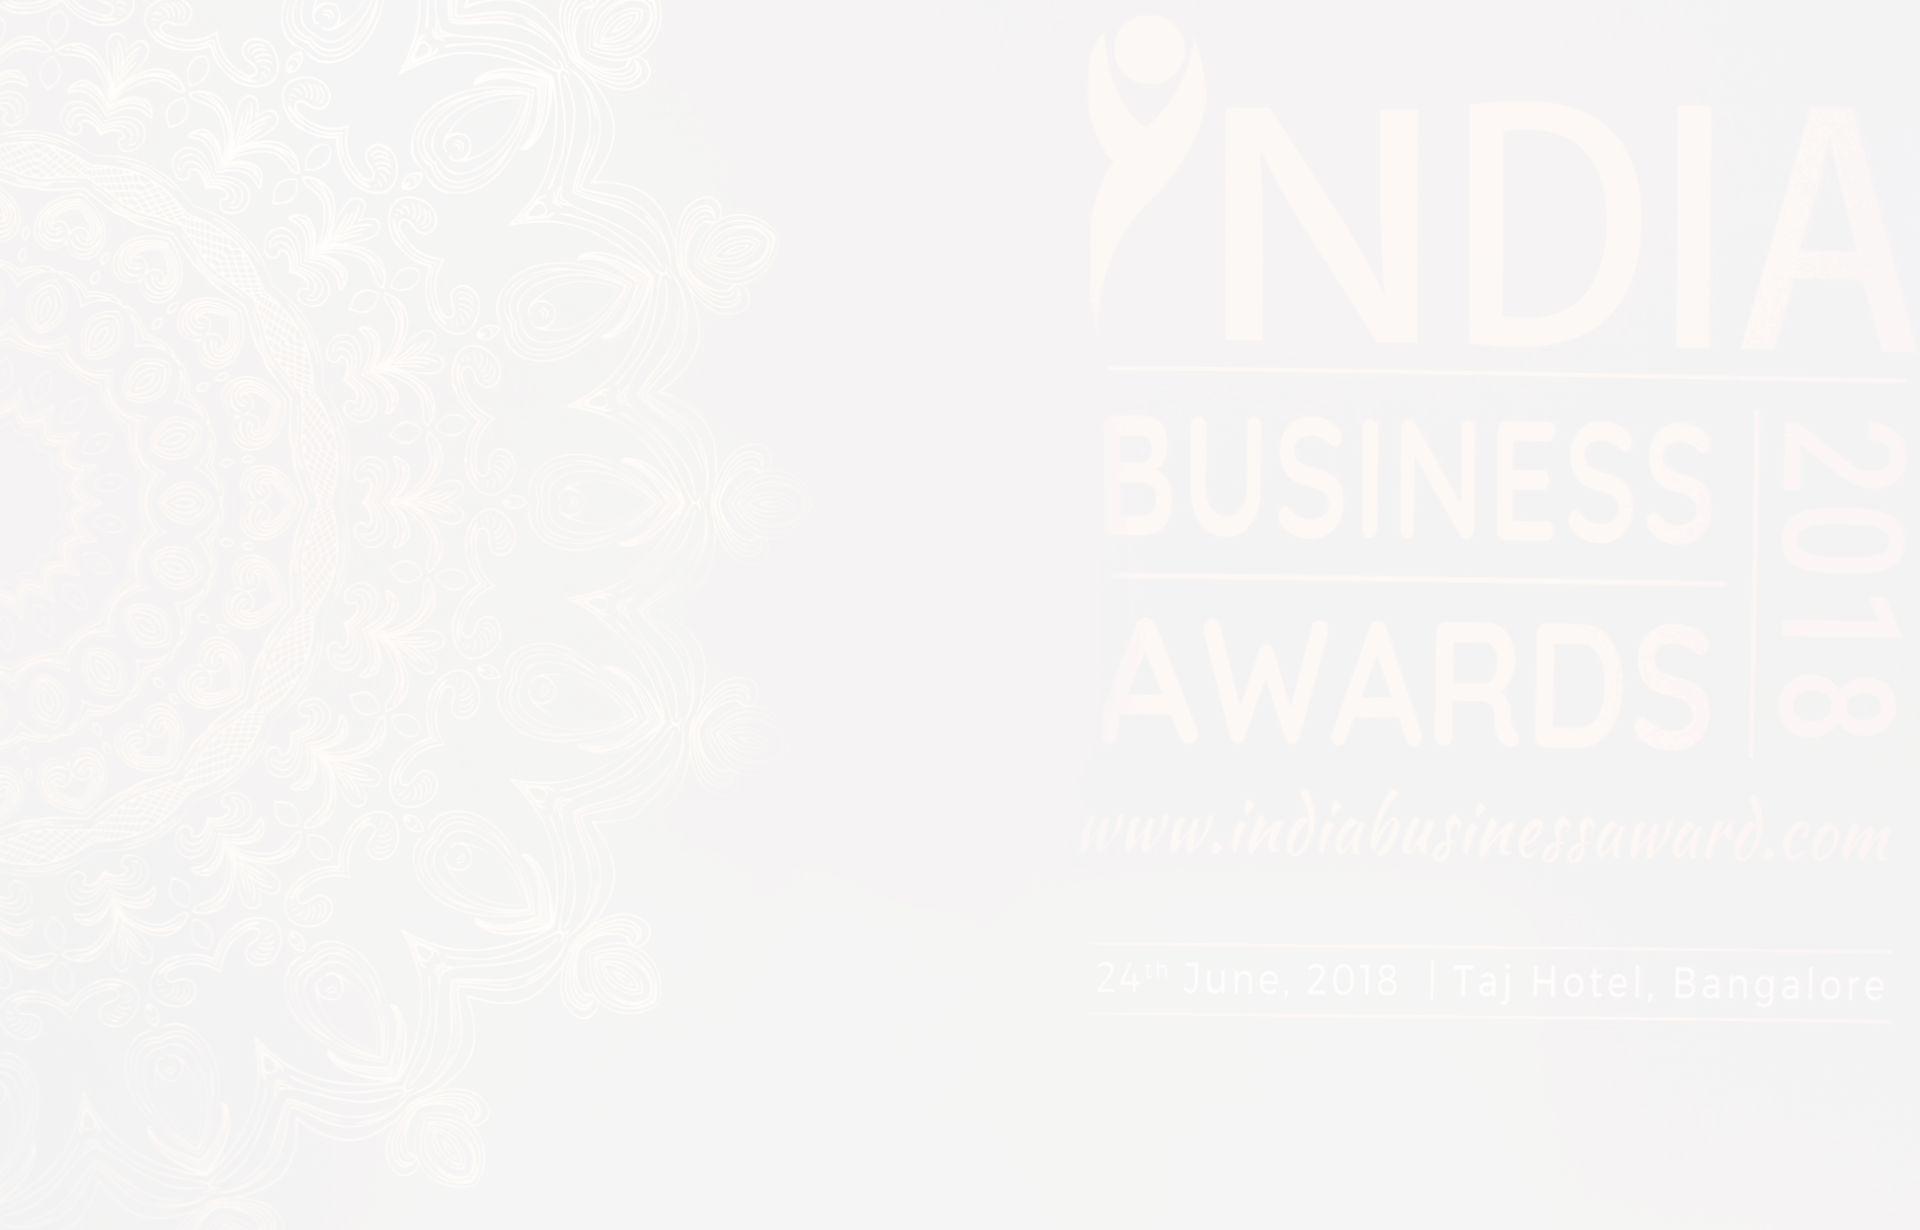 INDIA
BUSINESS
AWARDS
2018
www.indiabusinessaward.com
24th June, 2018 | Taj Hotel, Bangalore